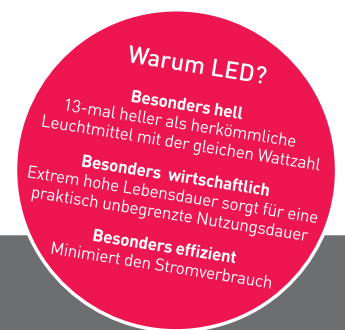 Warum LED?
Besonders hell
13-mal heller als herkömmliche
Leuchtmittel mit der gleichen Wattzahl
Besonders wirtschaftlich
Extrem hohe Lebensdauer sorgt für eine
praktisch unbegrenzte Nutzungsdauer
Besonders effizient
Minimiert den Stromverbrauch